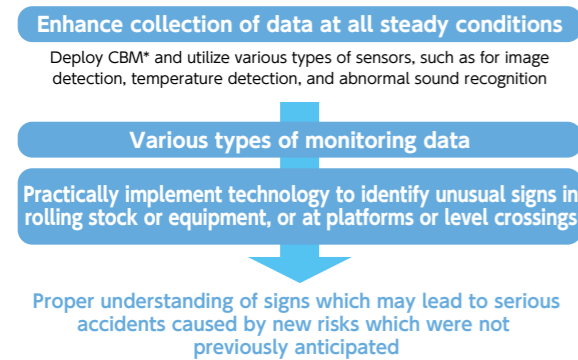 Enhance collection of data at all steady conditions
Deploy CBM* and utilize various types of sensors, such as for image
detection, temperature detection, and abnormal sound recognition
Various types of monitoring data
Practically implement technology to identify unusual signs in
rolling stock or equipment, or at platforms or level crossings
Proper understanding of signs which may lead to serious
accidents caused by new risks which were not
previously anticipated